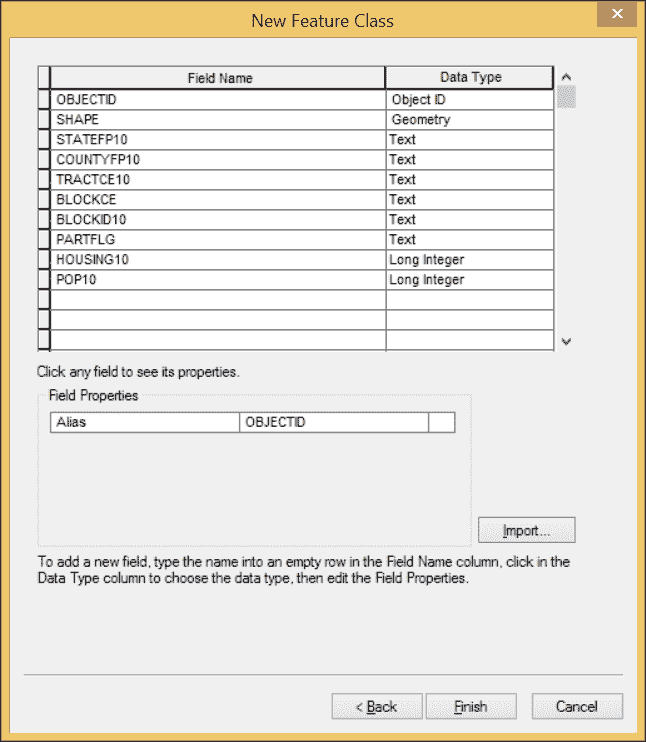 New Feature Class
Field Name Data Type
OBJECTID Object ID
SHAPE Geometry
STATEFP10 Text
COUNTYFP10 Text
TRACTCE10 Text
BLOCKCE Text
BLOCKID10 Text
PARTFLG Text
HOUSING10 Long Integer
POP10 Long Integer
Click any field to see its properties.
Field Properties
Alias OBJECTID
Import...
To add a new field, type the name into an empty row in the Field Name column, click in the
Data Type column to choose the data type, then edit the Field Properties.
< Back Finish Cancel